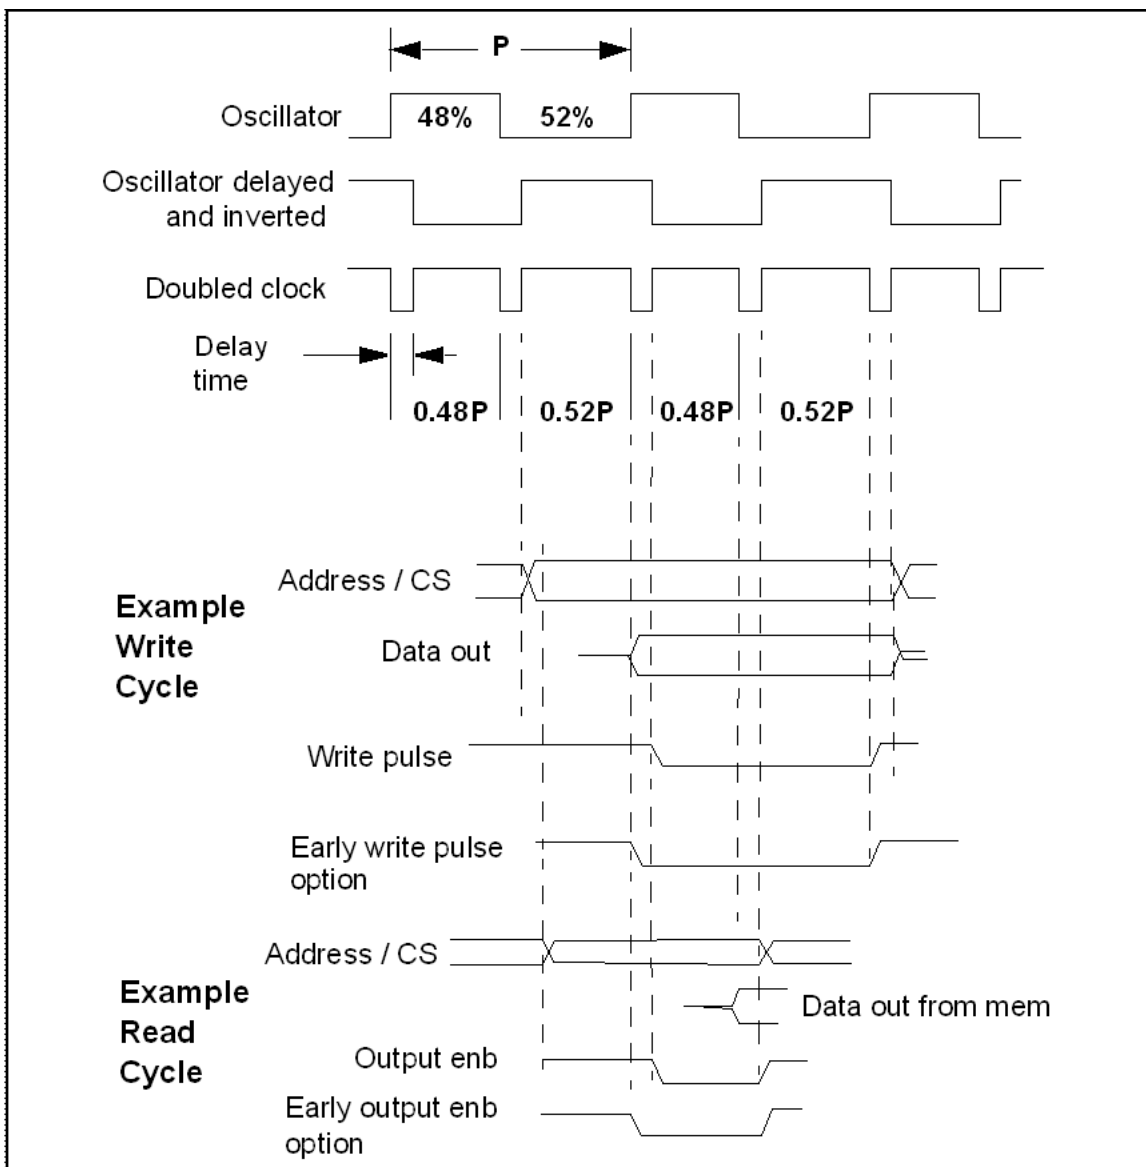 P
Oscillator
48%
52%
Oscillator delayed
and inverted
Doubled clock
Delay
time
0.48P
0.52P
0.48P
0.52P
Example
Write
Cycle
Address / CS
Data out
Write pulse
Early write pulse
option
Example
Read
Cycle
Address / CS
Data out from mem
Output enb
Early output enb
option